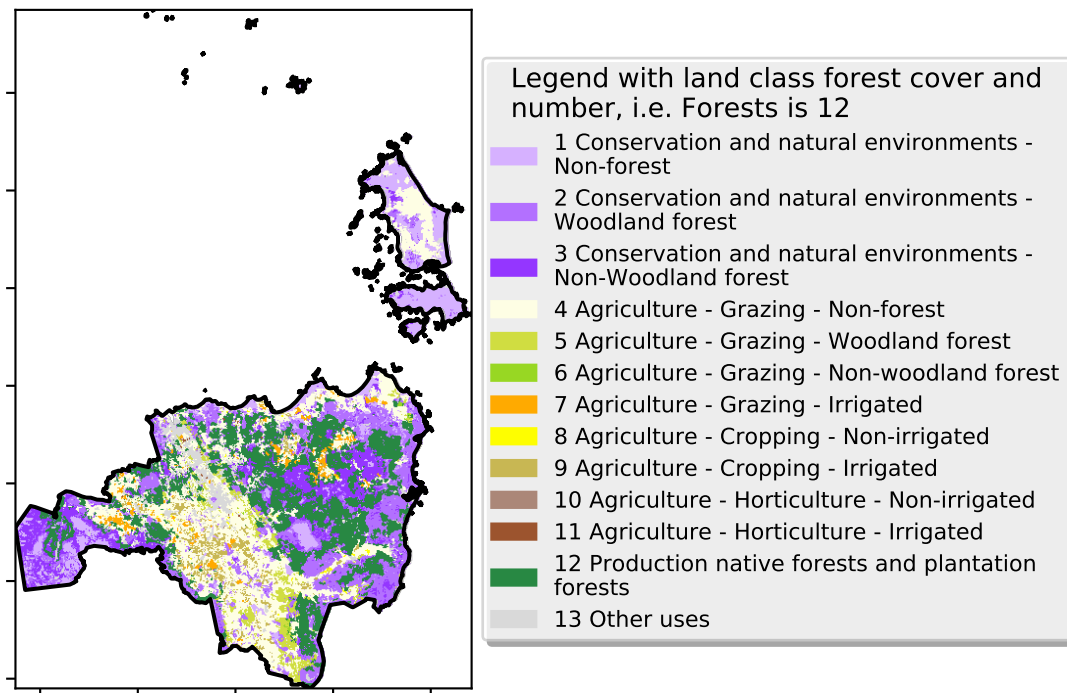 Legend with land class forest cover and
number, i.e. Forests is 12
1 Conservation and natural environments -
Non-forest
2 Conservation and natural environments -
Woodland forest
3 Conservation and natural environments -
Non-Woodland forest
4 Agriculture - Grazing - Non-forest
5 Agriculture - Grazing - Woodland forest
6 Agriculture - Grazing - Non-woodland forest
7 Agriculture - Grazing - Irrigated
8 Agriculture - Cropping - Non-irrigated
9 Agriculture - Cropping - Irrigated
10 Agriculture - Horticulture - Non-irrigated
11 Agriculture - Horticulture - Irrigated
12 Production native forests and plantation
forests
13 Other uses